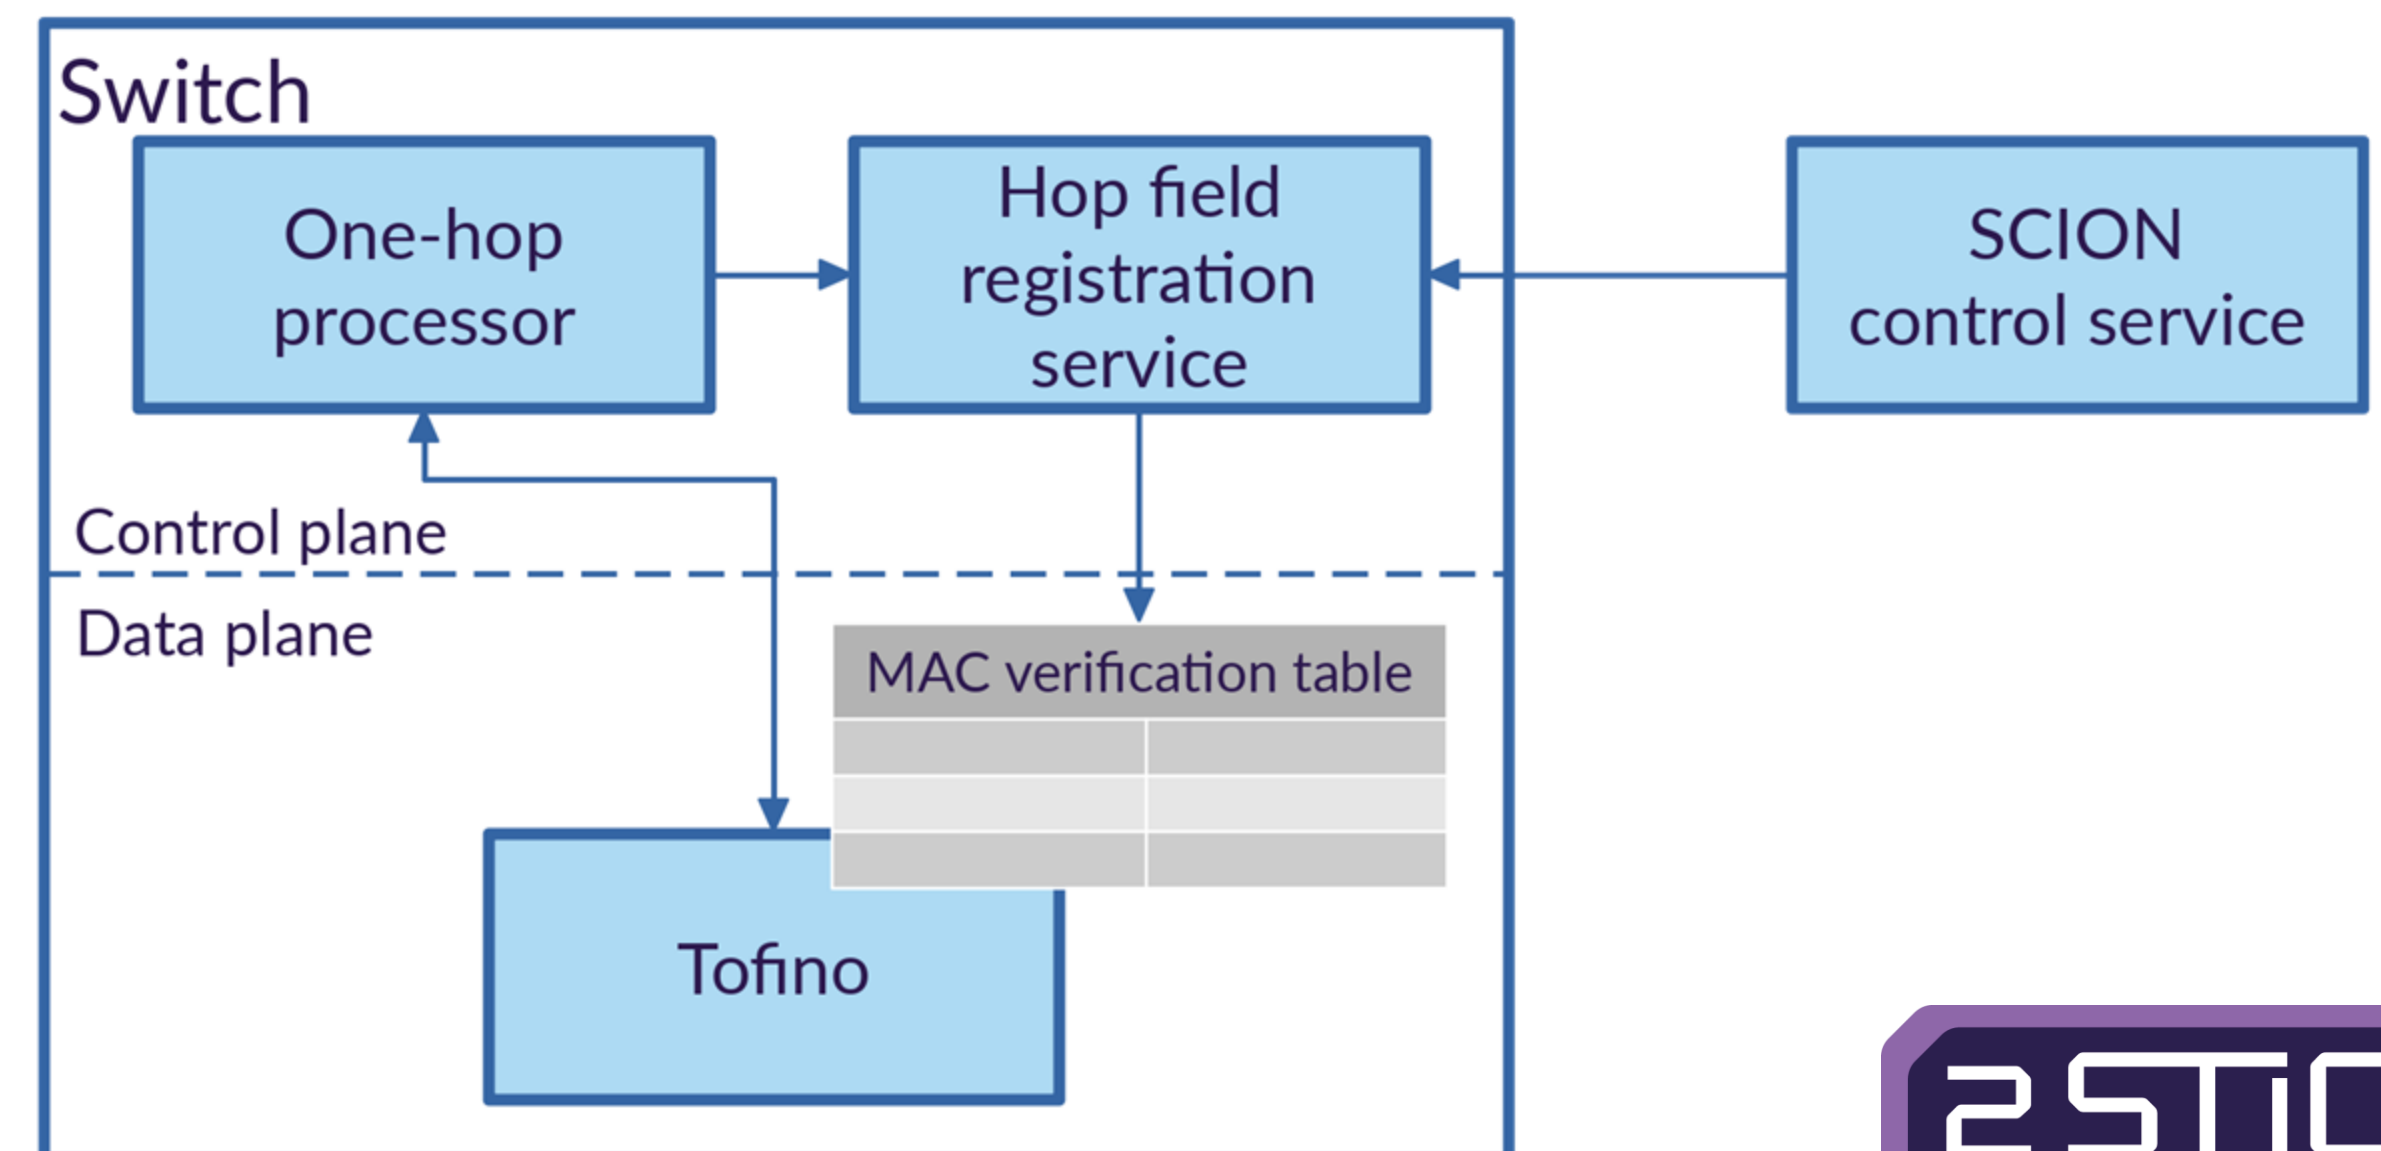 Switch
One-hop
processor
Hop field
registration
service
SCION
control service
Control plane
Data plane
MAC verification table
Tofino